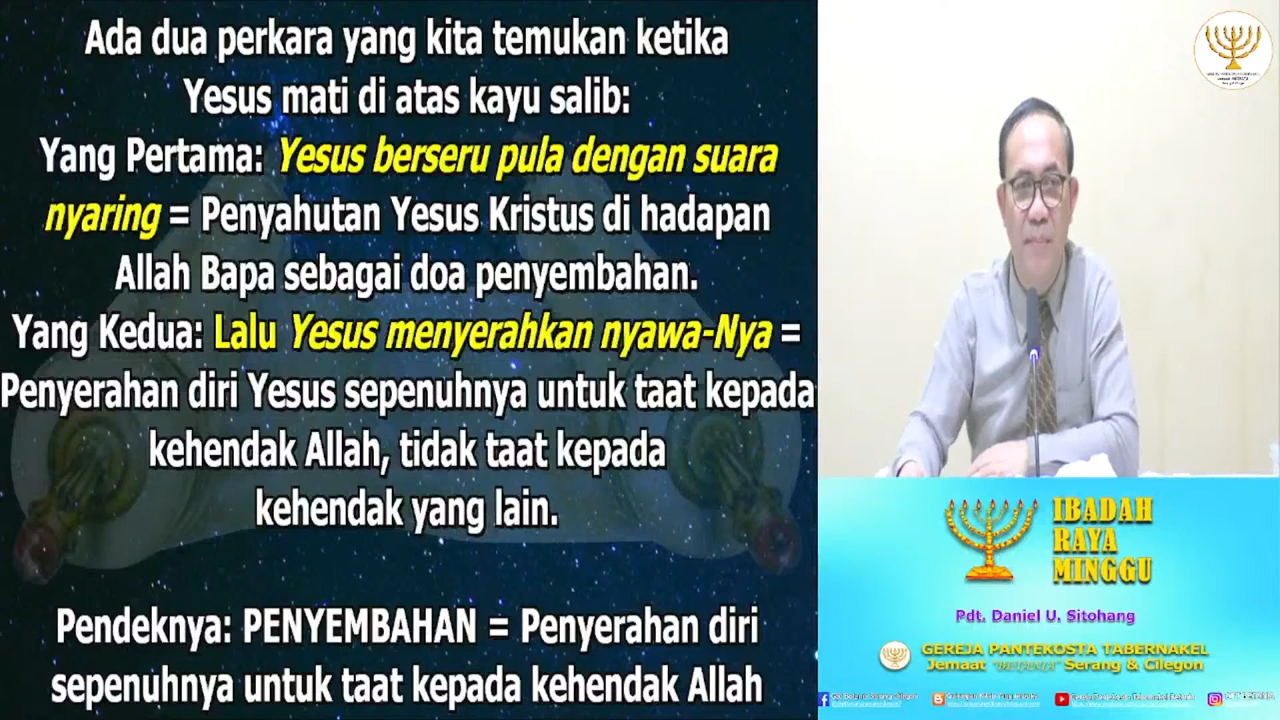 Ada dua perkara yang kita temukan ketika
Yesus mati di atas kayu salib:
Yang Pertama: Yesus berseru pula dengan suara
nyaring = Penyahutan Yesus Kristus di hadapan
Allah Bapa sebagai doa penyembahan.
Yang Kedua: Lalu Yesus menyerahkan nyawa-Nya =
Penyerahan diri Yesus sepenuhnya untuk taat kepada
kehendak Allah, tidak taat kepada
kehendak yang lain.
Pendeknya: PENYEMBAHAN = Penyerahan diri
sepenuhnya untuk taat kepada kehendak Allah
IBADAH
RAYA
MINGGU
Pdt. Daniel U. Sitohang
GEREJA PANTEKOSTA TABERNAKEL
Jemaat "BETANIA" Serang & Cilegon